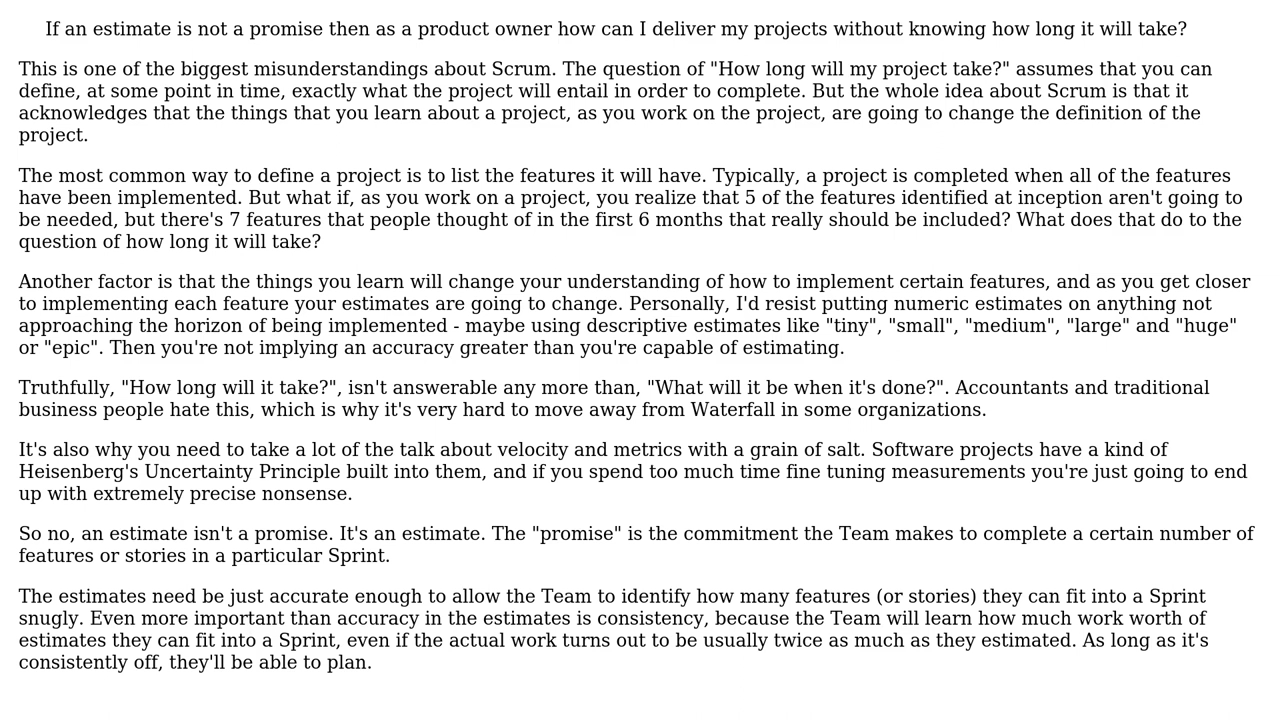 If an estimate is not a promise then as a product owner how can I deliver my projects without knowing how long it will take?
This is one of the biggest misunderstandings about Scrum. The question of "How long will my project take?" assumes that you can
define, at some point in time, exactly what the project will entail in order to complete. But the whole idea about Scrum is that it
acknowledges that the things that you learn about a project, as you work on the project, are going to change the definition of the
project.
The most common way to define a project is to list the features it will have. Typically, a project is completed when all of the features
have been implemented. But what if, as you work on a project, you realize that 5 of the features identified at inception aren't going to
be needed, but there's 7 features that people thought of in the first 6 months that really should be included? What does that do to the
question of how long it will take?
Another factor is that the things you learn will change your understanding of how to implement certain features, and as you get closer
to implementing each feature your estimates are going to change. Personally, I'd resist putting numeric estimates on anything not
approaching the horizon of being implemented - maybe using descriptive estimates like "tiny", "small", "medium", "large" and "huge"
or "epic". Then you're not implying an accuracy greater than you're capable of estimating.
Truthfully, "How long will it take?", isn't answerable any more than, "What will it be when it's done?". Accountants and traditional
business people hate this, which is why it's very hard to move away from Waterfall in some organizations.
It's also why you need to take a lot of the talk about velocity and metrics with a grain of salt. Software projects have a kind of
Heisenberg's Uncertainty Principle built into them, and if you spend too much time fine tuning measurements you're just going to end
up with extremely precise nonsense.
So no, an estimate isn't a promise. It's an estimate. The "promise" is the commitment the Team makes to complete a certain number of
features or stories in a particular Sprint.
The estimates need be just accurate enough to allow the Team to identify how many features (or stories) they can fit into a Sprint
snugly. Even more important than accuracy in the estimates is consistency, because the Team will learn how much work worth of
estimates they can fit into a Sprint, even if the actual work turns out to be usually twice as much as they estimated. As long as it's
consistently off, they'll be able to plan.